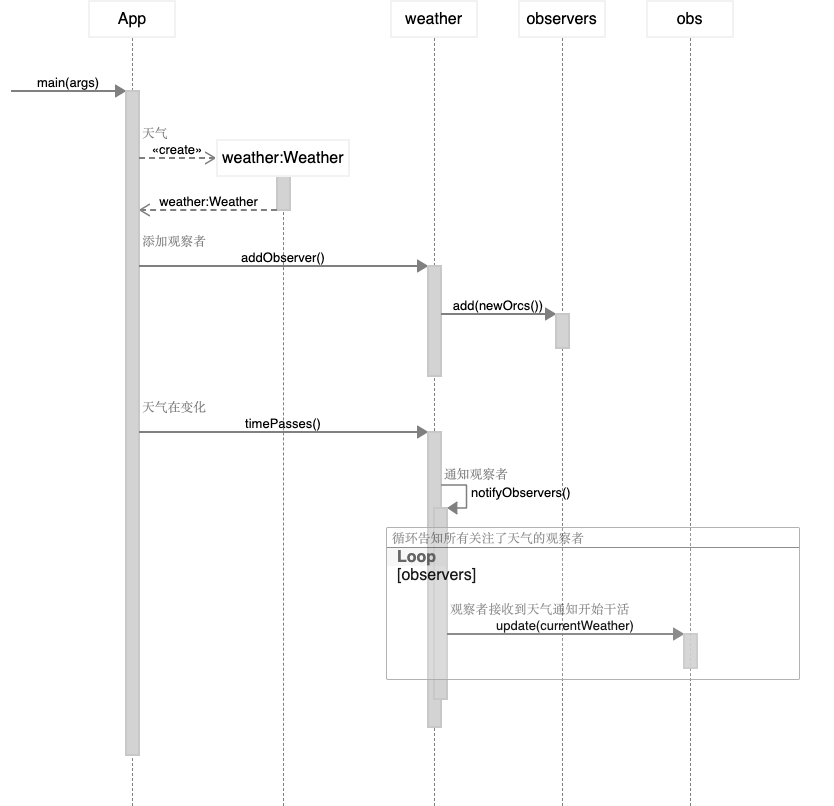 App
weather
observers
obs
main(args)
天气
«create»
weather:Weather
weather:Weather
添加观察者
addObserver()
add(newOrcs())
天气在变化
timePasses()
通知观察者
notifyObservers()
循环告知所有关注了天气的观察者
Loop
[observers]
观察者接收到天气通知开始干活
update(currentWeather)